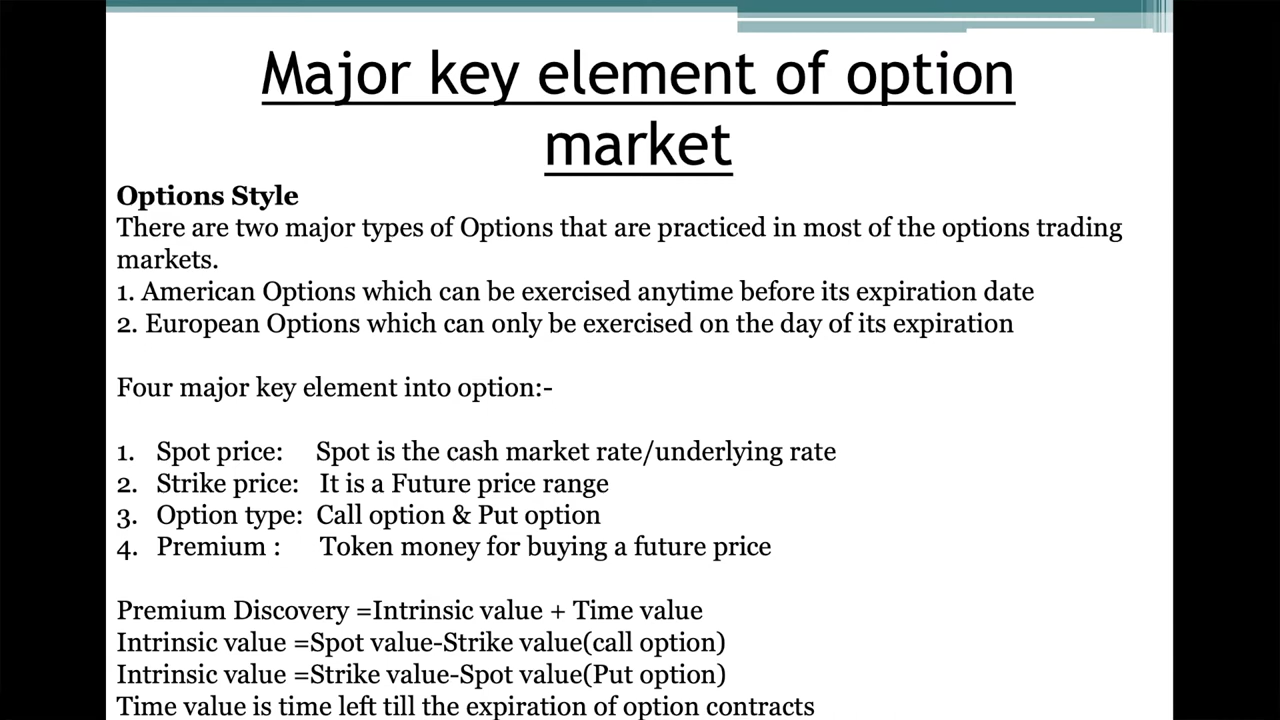 Major key element of option
market
Options Style
There are two major types of Options that are practiced in most of the options trading
markets.
1. American Options which can be exercised anytime before its expiration date
2. European Options which can only be exercised on the day of its expiration
Four major key element into option:-
1. Spot price: Spot is the cash market rate/underlying rate
2. Strike price: It is a Future price range
3. Option type: Call option & Put option
4. Premium : Token money for buying a future price
Premium Discovery =Intrinsic value + Time value
Intrinsic value =Spot value-Strike value(call option)
Intrinsic value =Strike value-Spot value(Put option)
Time value is time left till the expiration of option contracts